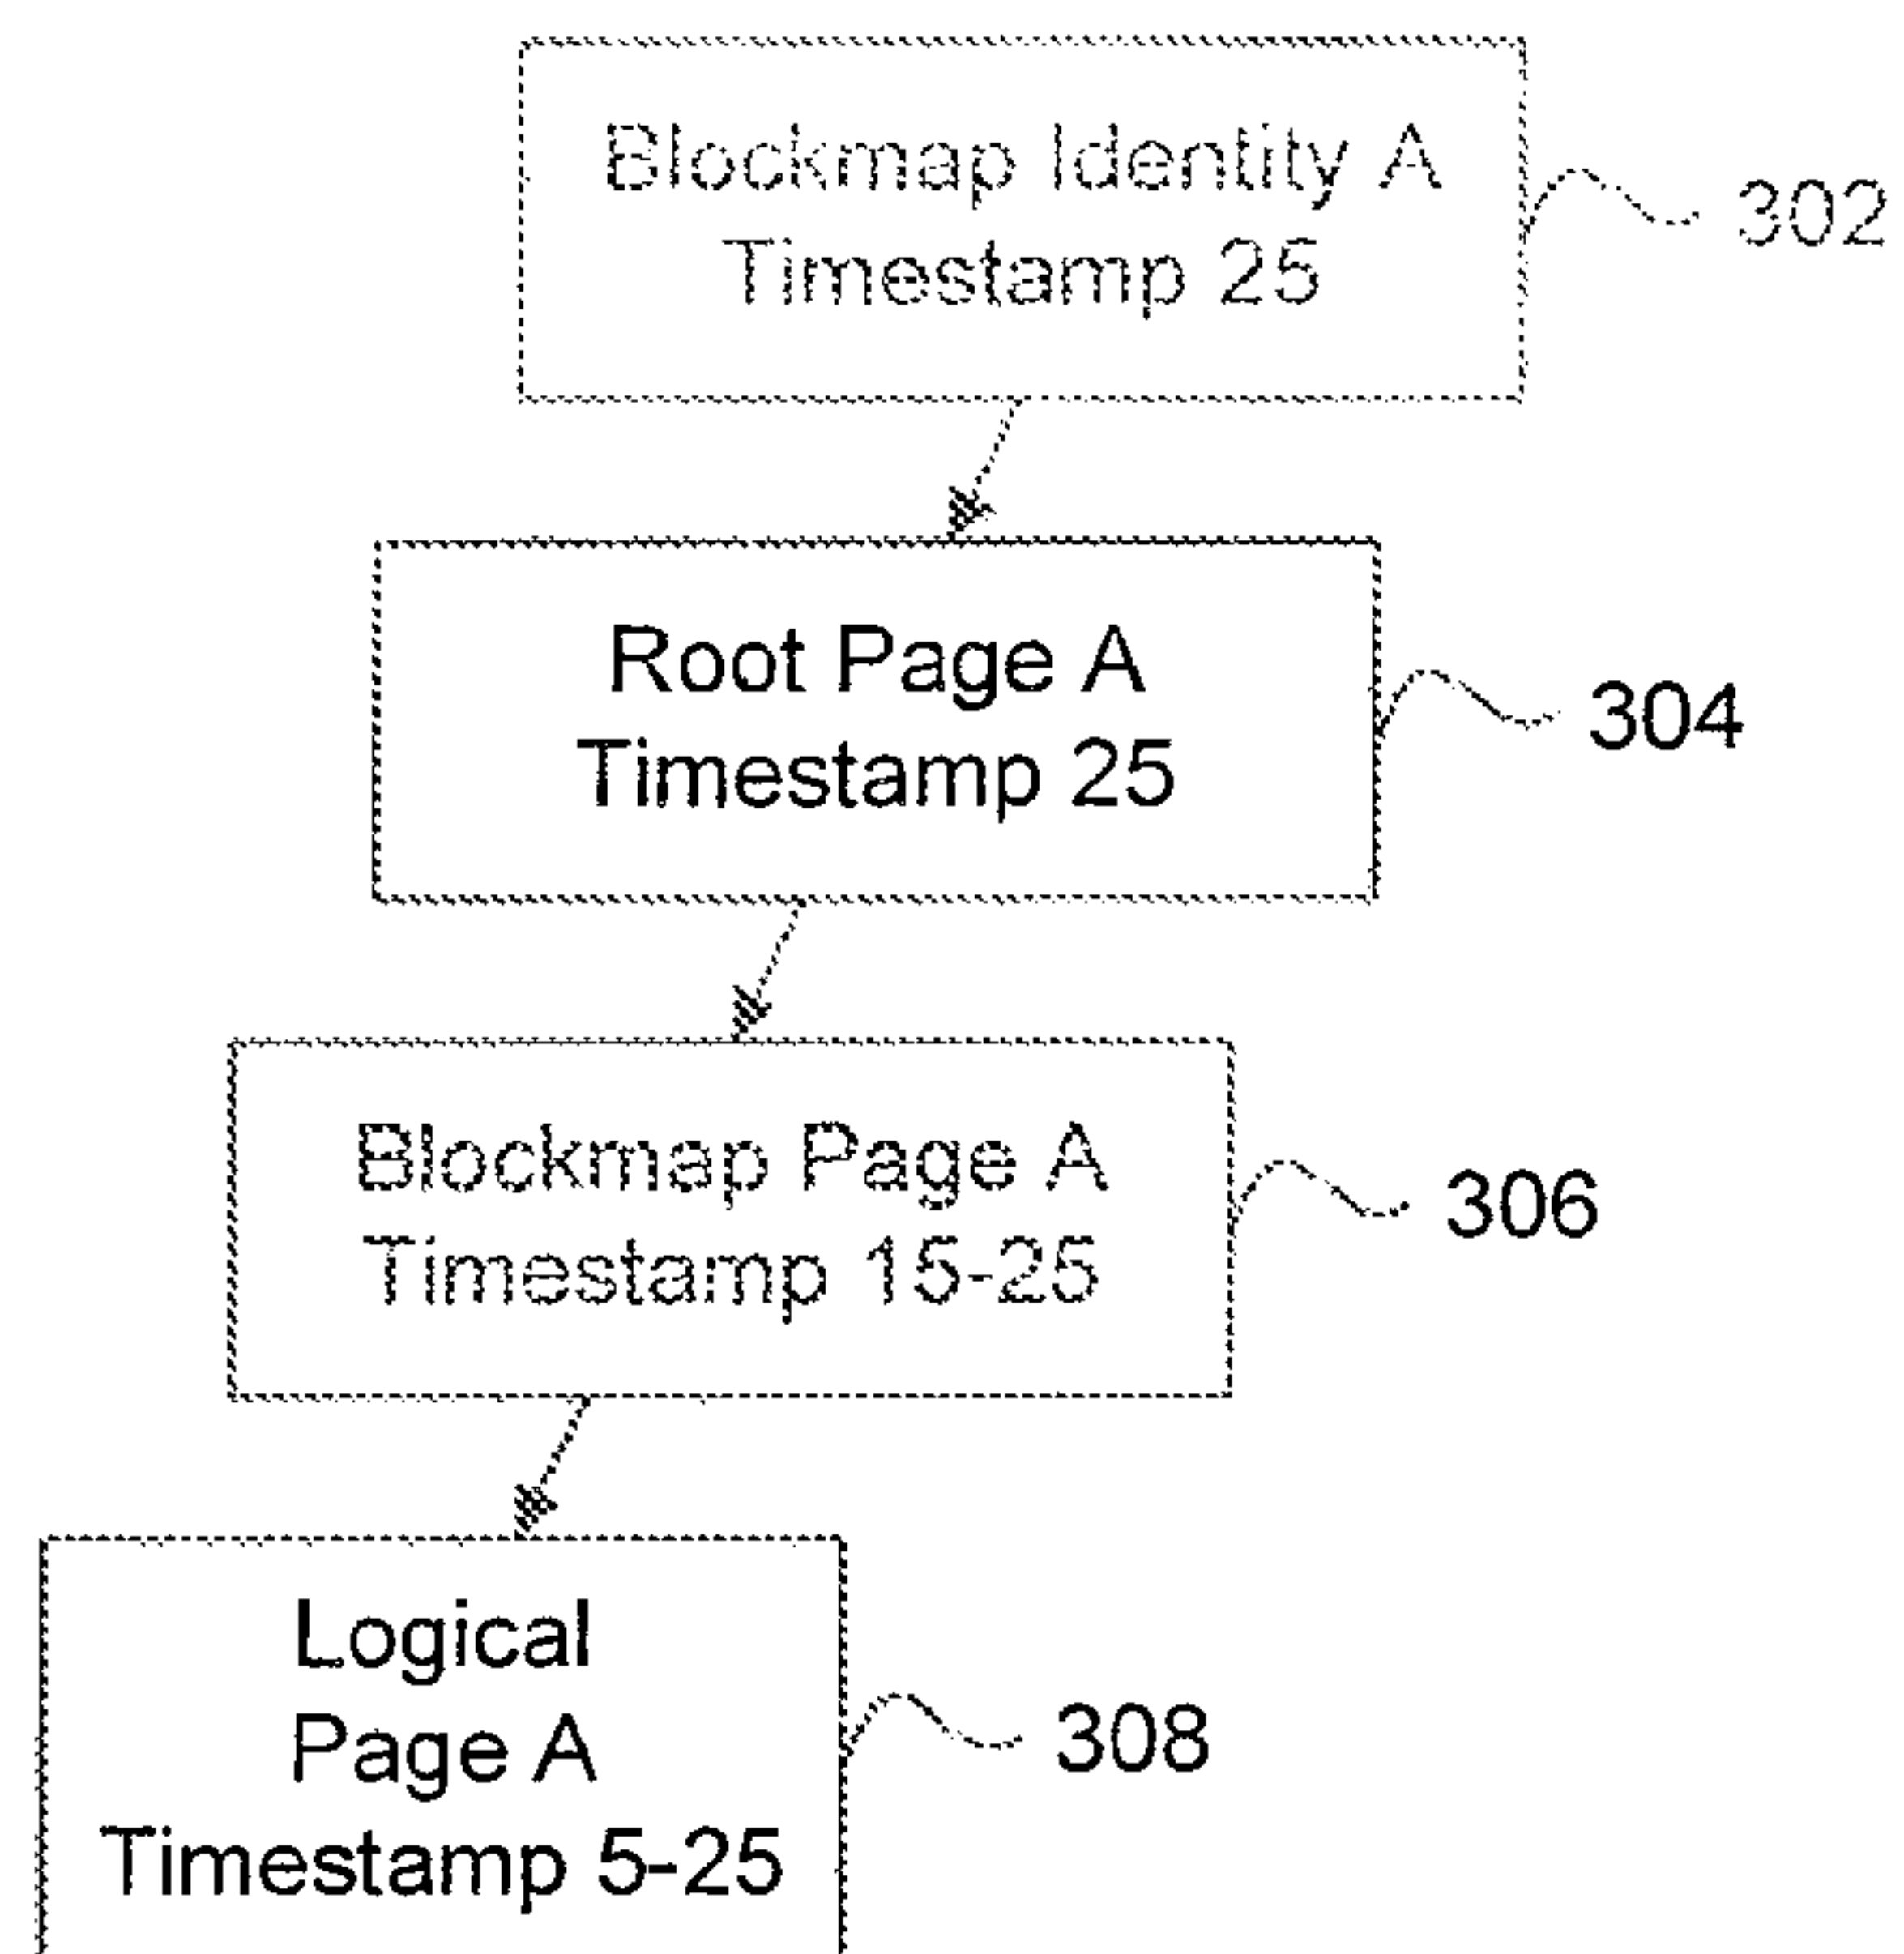 Blockmap Identity A
Timestamp 25
302
Root Page A
Timestamp 25
304
Blockmap Page A
Timestamp 15-25
306
Logical
Page A
Timestamp 5-25
308